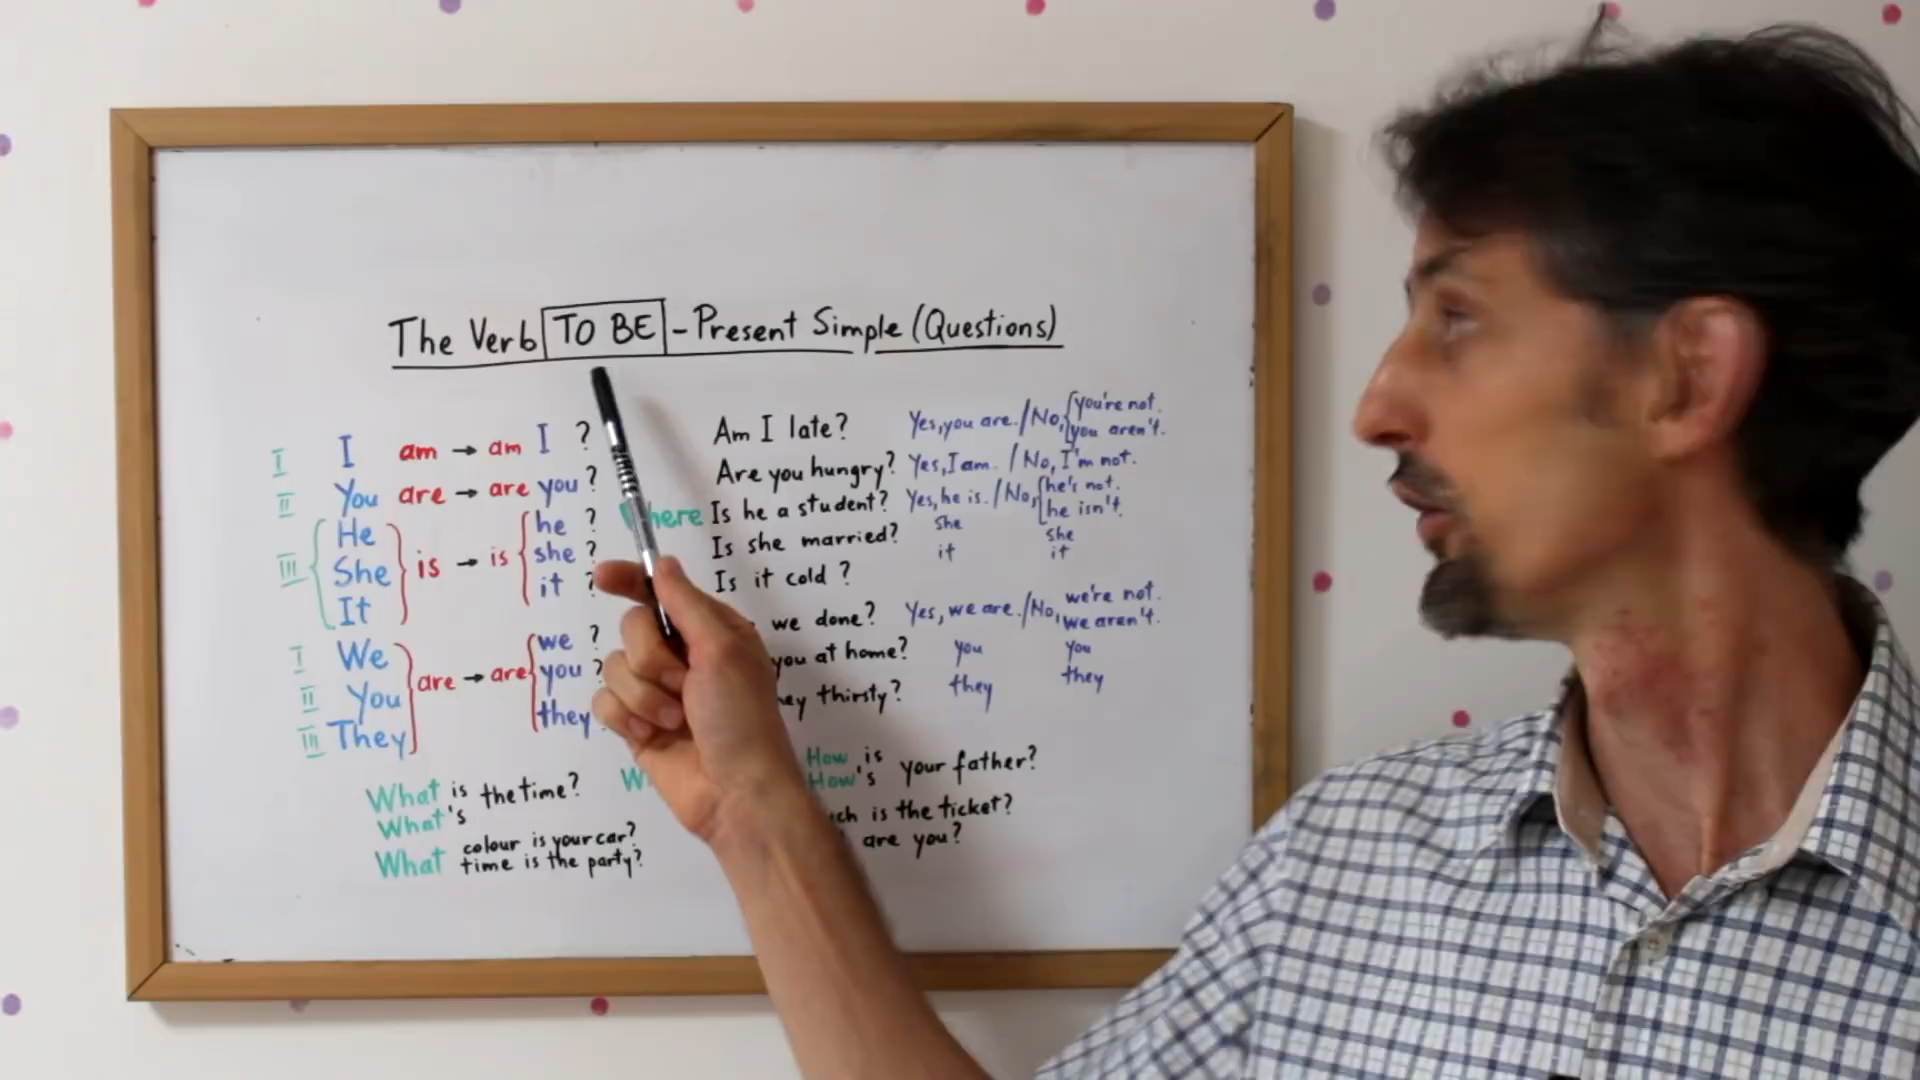 The Verb TO BE - Present Simple (Questions)
I I am → am I ?
II You are → are you ?
III He She It is → is he ? she ? it ?
I We
II You
III They are → are we ? you ? they
Am I late? Yes, you are. / No, you're not. you aren't.
Are you hungry? Yes, I am. / No, I'm not.
Is he a student? Yes, he is. / No, he's not. he isn't.
Is she married? she she
Is it cold ? it it
we done? Yes, we are. / No, we're not. we aren't.
you at home? you you
thirsty? they they
What is the time?
What's
What colour is your car?
time is the party?
How is your father?
How's
is the ticket?
are you?